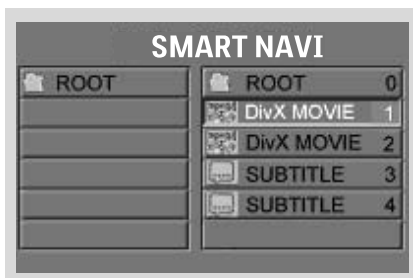 SMART NAVI
ROOT
ROOT 0
DivX MOVIE 1
DivX MOVIE 2
SUBTITLE 3
SUBTITLE 4